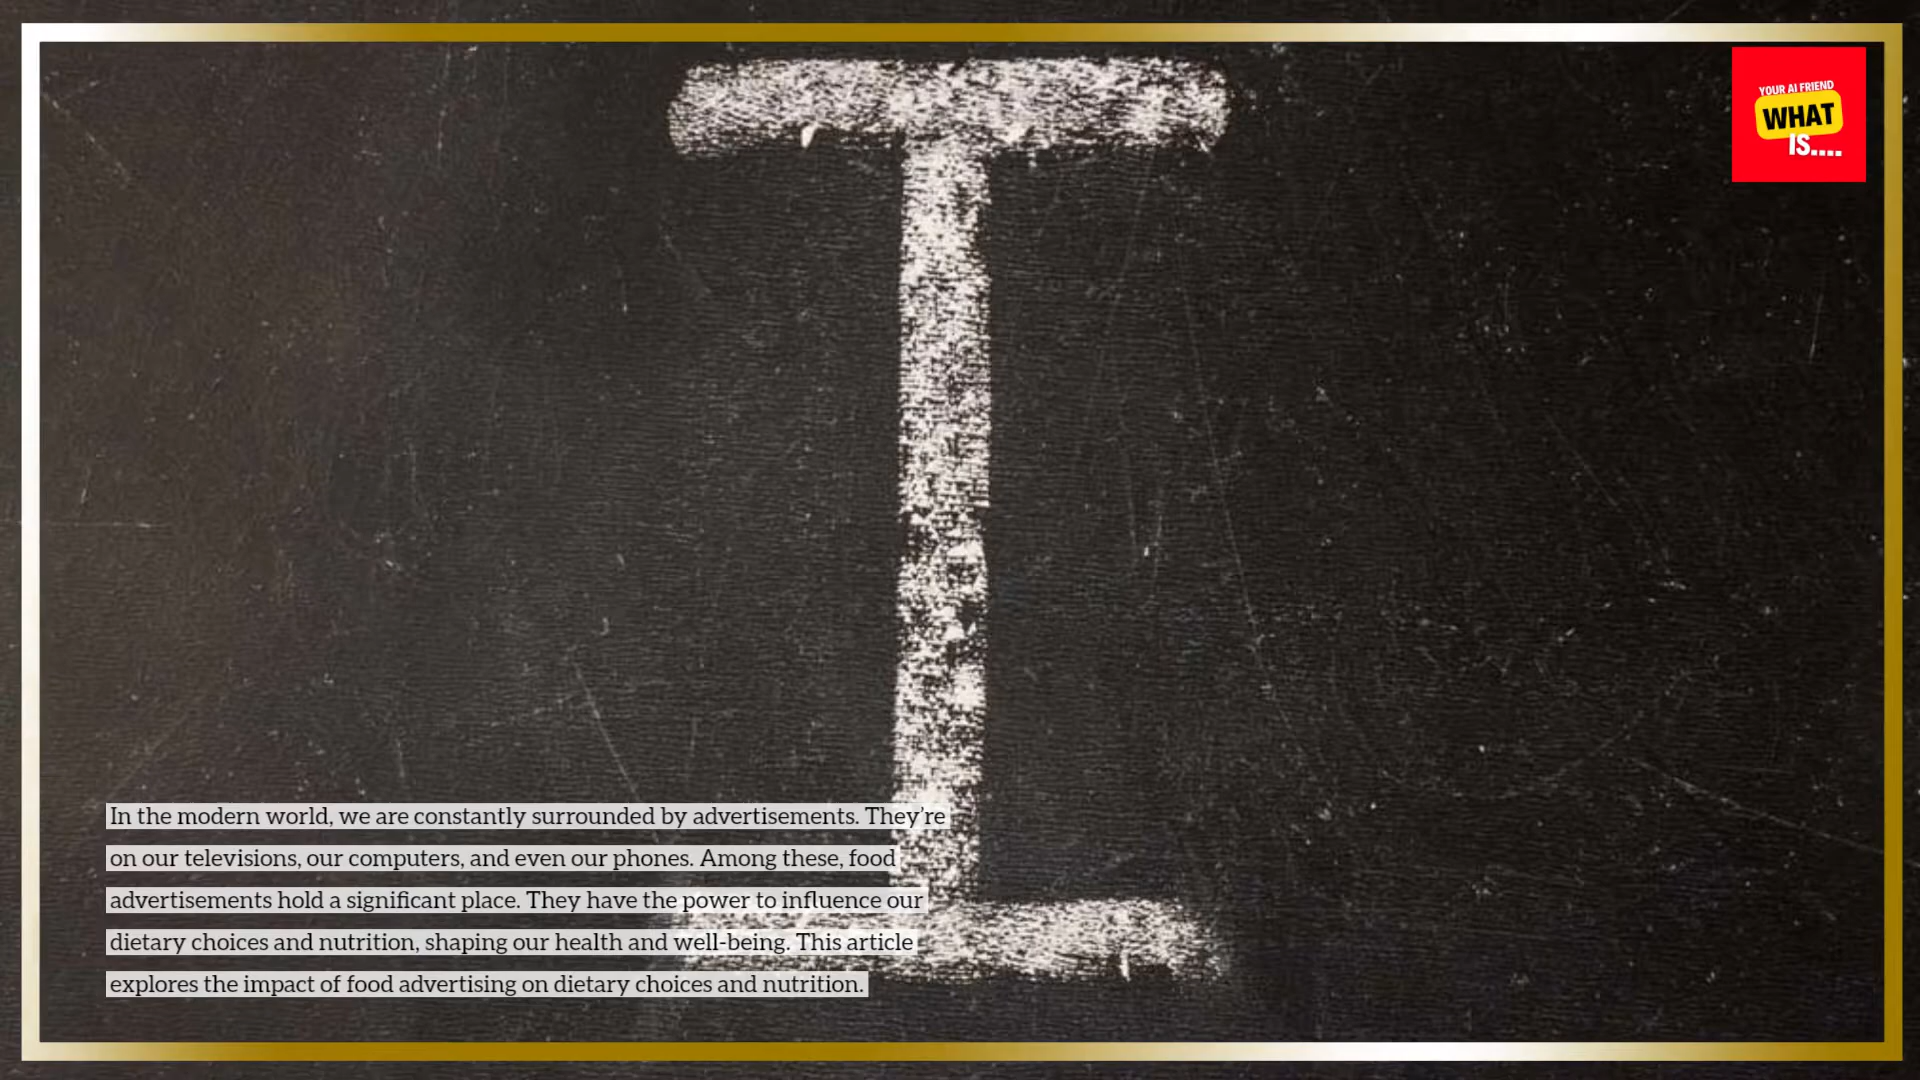 I
YOUR AI FRIEND
WHAT
IS....
In the modern world, we are constantly surrounded by advertisements. They’re
on our televisions, our computers, and even our phones. Among these, food
advertisements hold a significant place. They have the power to influence our
dietary choices and nutrition, shaping our health and well-being. This article
explores the impact of food advertising on dietary choices and nutrition.